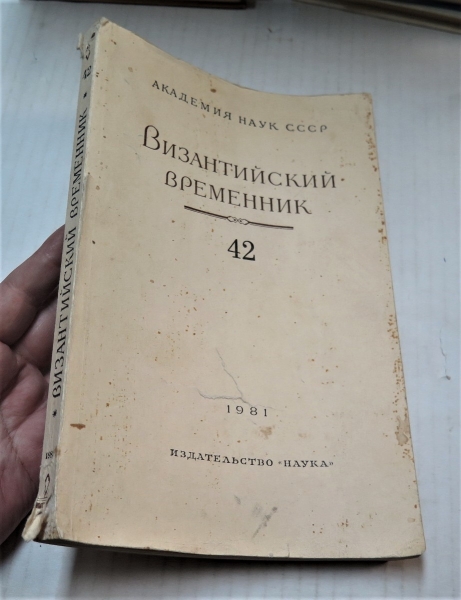 АКАДЕМИЯ НАУК СССР
ВИЗАНТИЙСКИЙ
ВРЕМЕННИК
42
1981
ИЗДАТЕЛЬСТВО «НАУКА»
• ВИЗАНТИЙСКИЙ ВРЕМЕННИК •